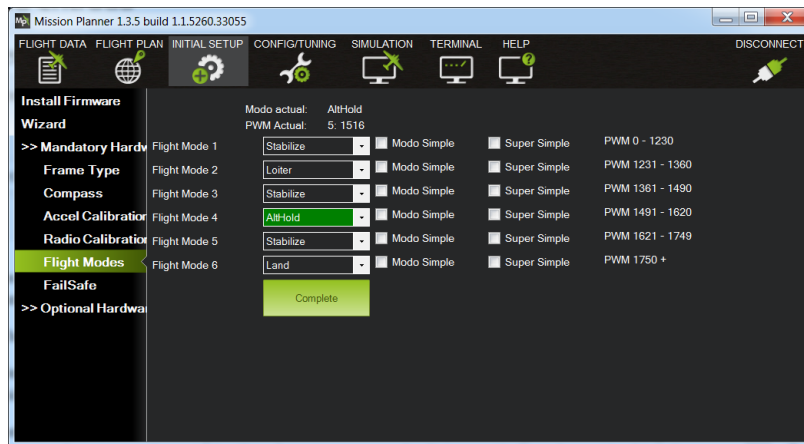 Mission Planner 1.3.5 build 1.1.5260.33055
FLIGHT DATA FLIGHT PLAN INITIAL SETUP CONFIG/TUNING SIMULATION TERMINAL HELP DISCONNECT
Install Firmware
Wizard
>> Mandatory Hardw
Frame Type
Compass
Accel Calibration
Radio Calibration
Flight Modes
FailSafe
>> Optional Hardwa
Modo actual: AltHold
PWM Actual: 5: 1516
Flight Mode 1 Stabilize Modo Simple Super Simple PWM 0 - 1230
Flight Mode 2 Loiter Modo Simple Super Simple PWM 1231 - 1360
Flight Mode 3 Stabilize Modo Simple Super Simple PWM 1361 - 1490
Flight Mode 4 AltHold Modo Simple Super Simple PWM 1491 - 1620
Flight Mode 5 Stabilize Modo Simple Super Simple PWM 1621 - 1749
Flight Mode 6 Land Modo Simple Super Simple PWM 1750 +
Complete